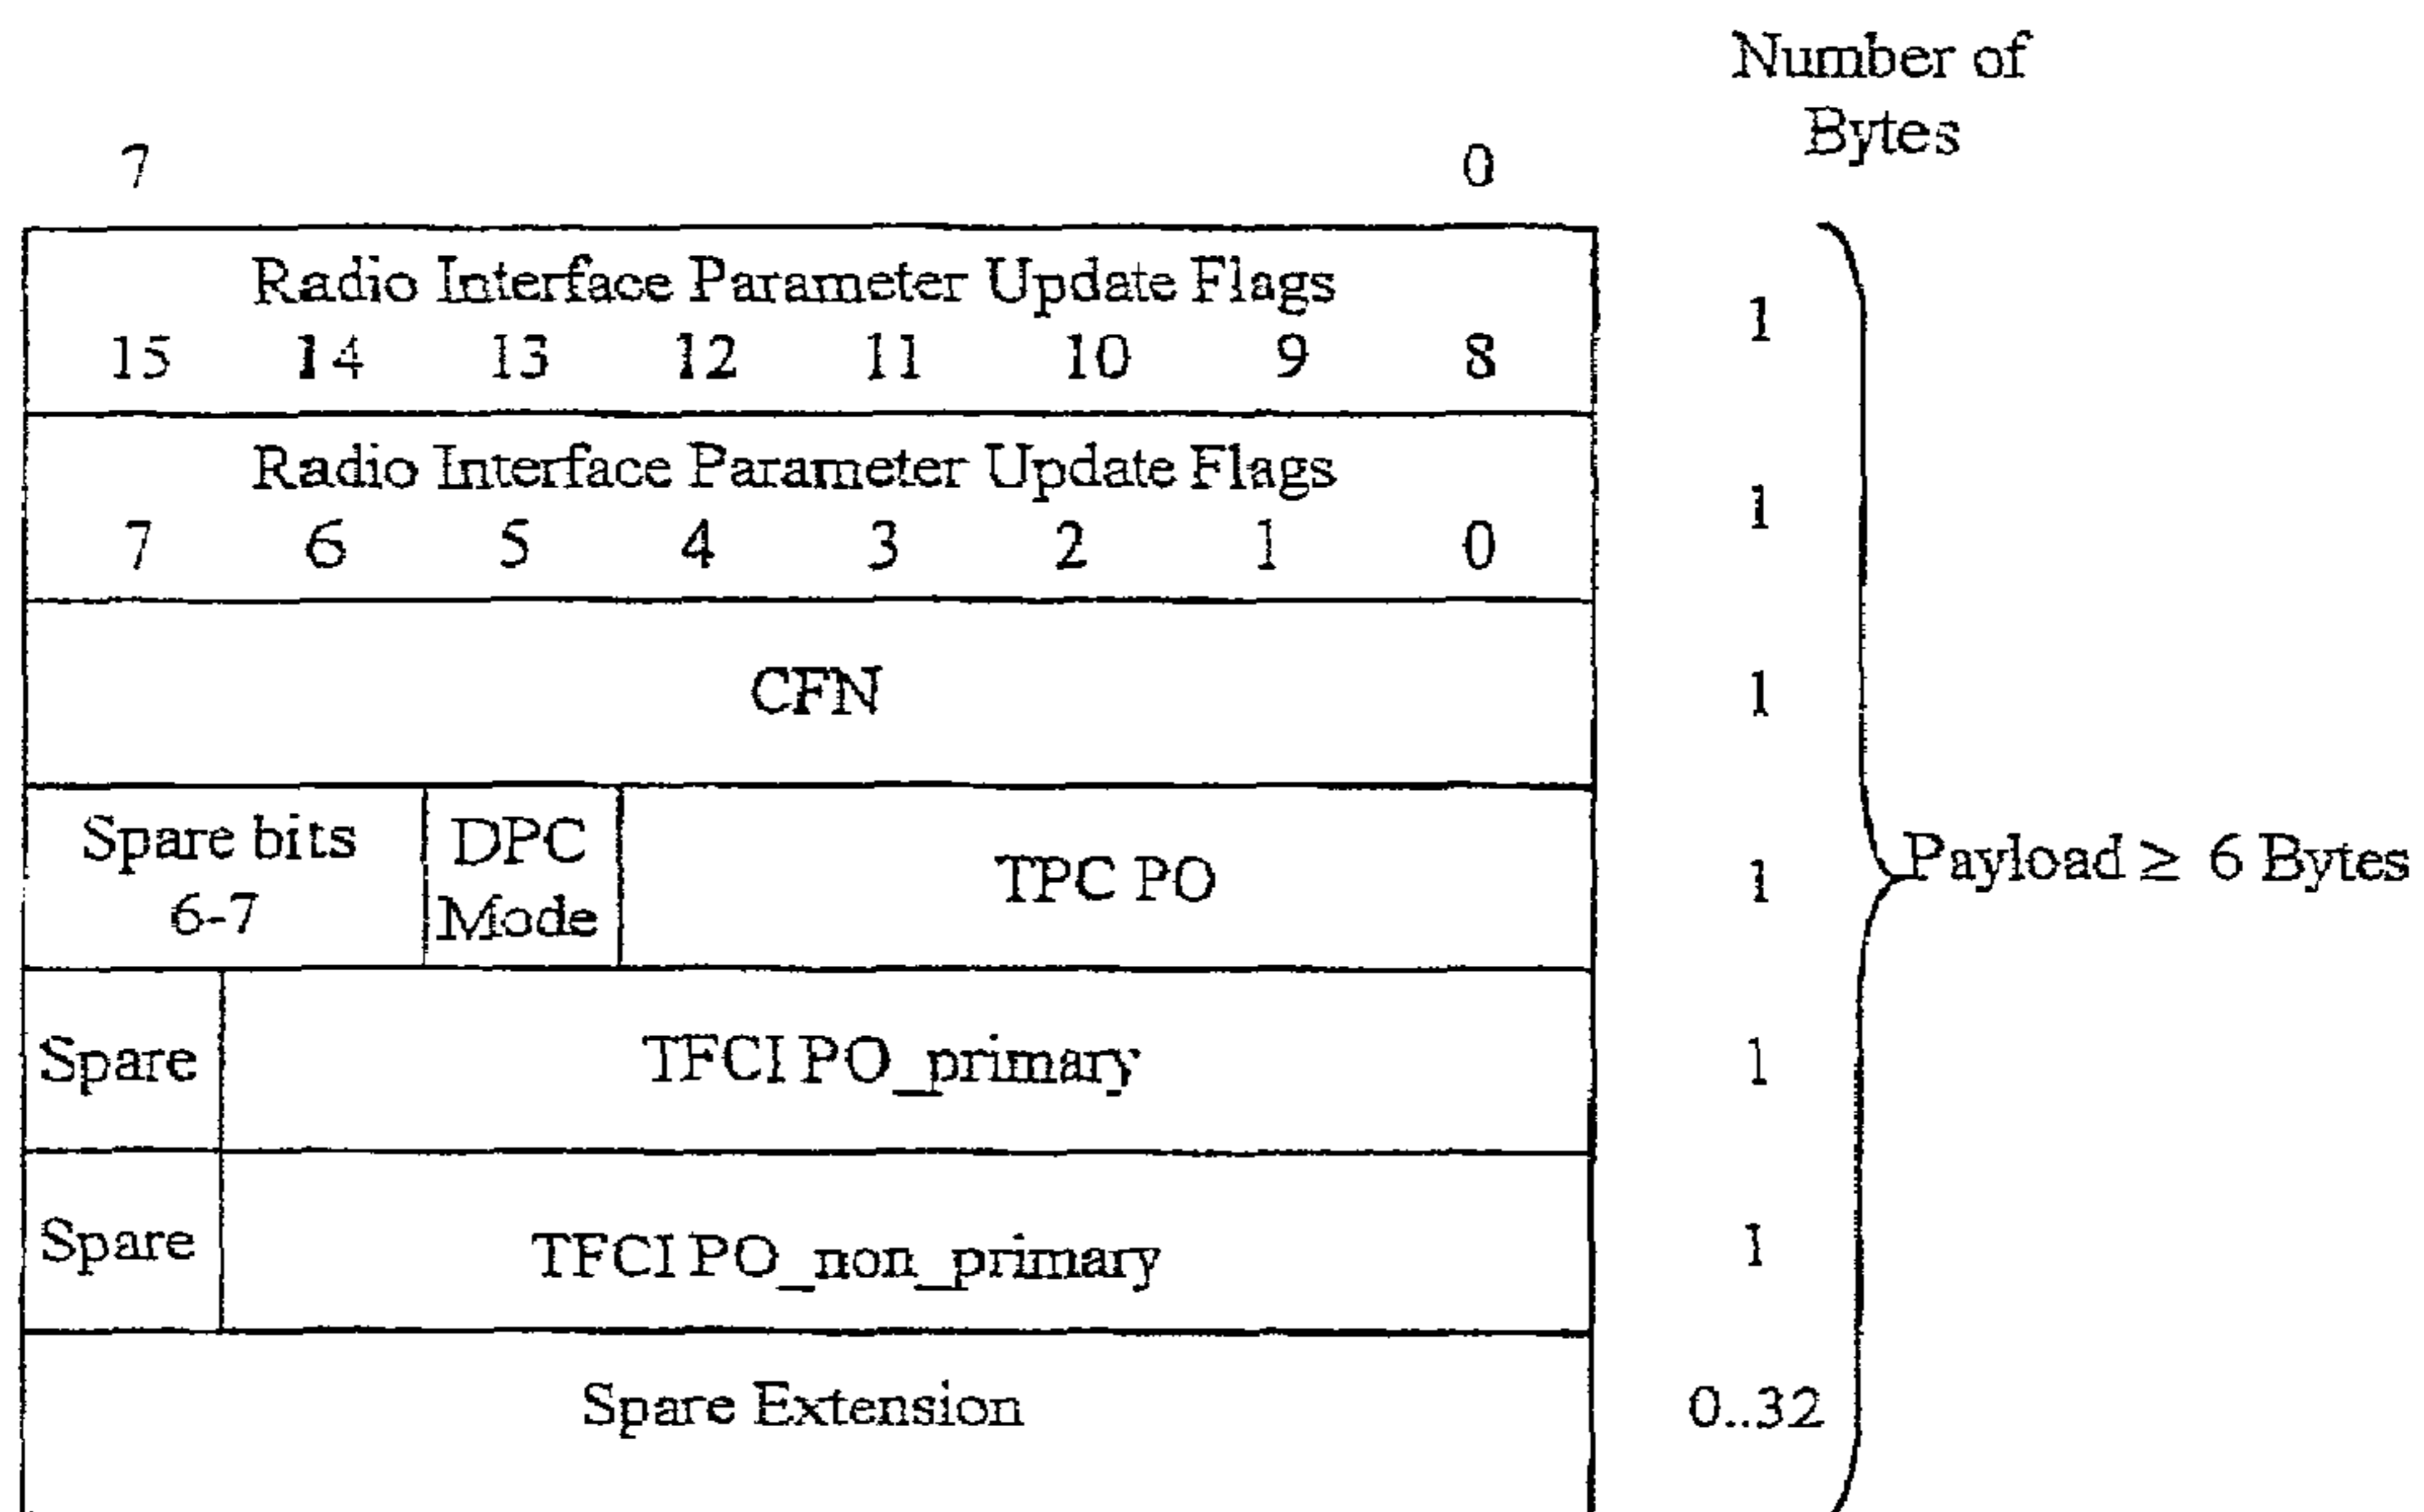 Number of
Bytes
7 0
Radio Interface Parameter Update Flags
15 14 13 12 11 10 9 8
1
Radio Interface Parameter Update Flags
7 6 5 4 3 2 1 0
1
CFN
1
Spare bits
6-7
DPC
Mode
TPC PO
1
Payload ≥ 6 Bytes
Spare
TFCI PO_primary
1
Spare
TFCI PO_non_primary
1
Spare Extension
0..32